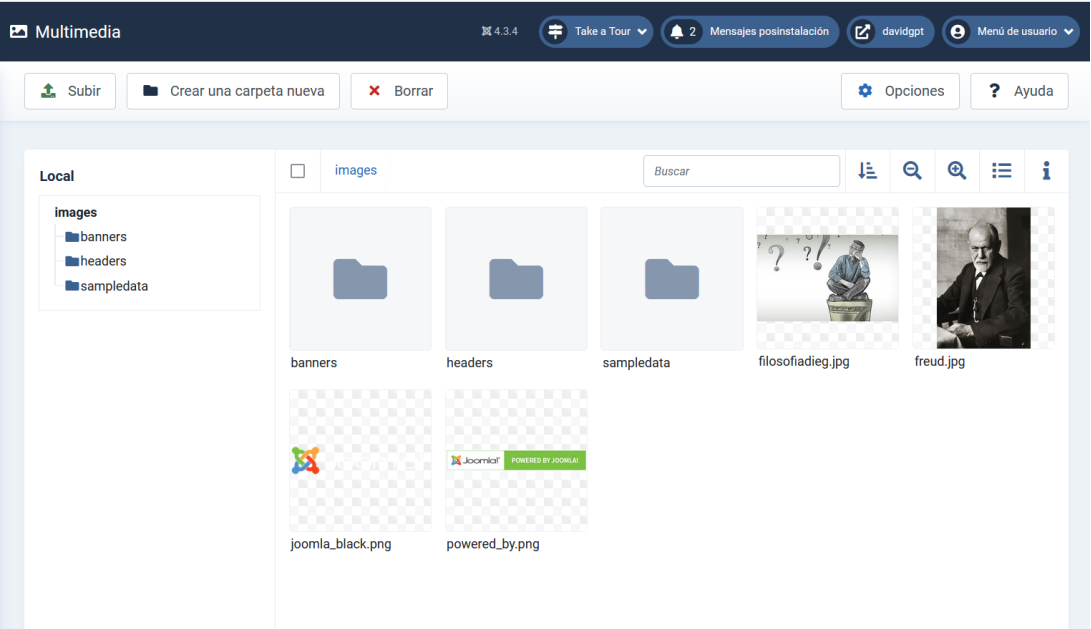 Multimedia
4.3.4
Take a Tour
2 Mensajes posinstalación
davidgpt
Menú de usuario
Subir
Crear una carpeta nueva
Borrar
Opciones
? Ayuda
Local
images
banners
headers
sampledata
images
Buscar
banners
headers
sampledata
filosofiadieg.jpg
freud.jpg
Joomla!
POWERED BY JOOMLA!
joomla_black.png
powered_by.png